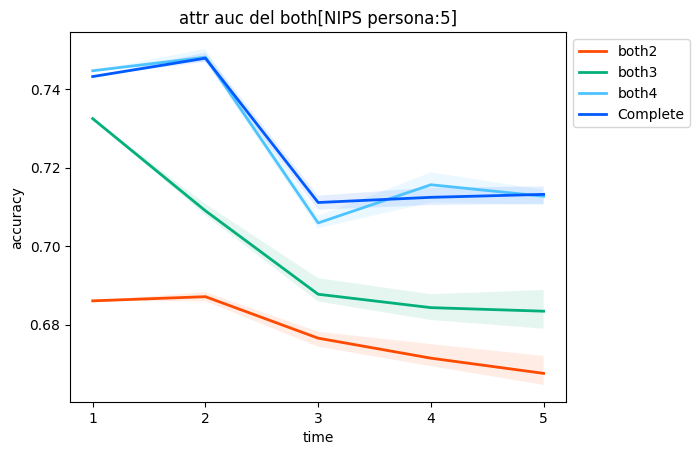 attr auc del both[NIPS persona:5]
accuracy
0.74
0.72
0.70
0.68
1 2 3 4 5
time
both2
both3
both4
Complete